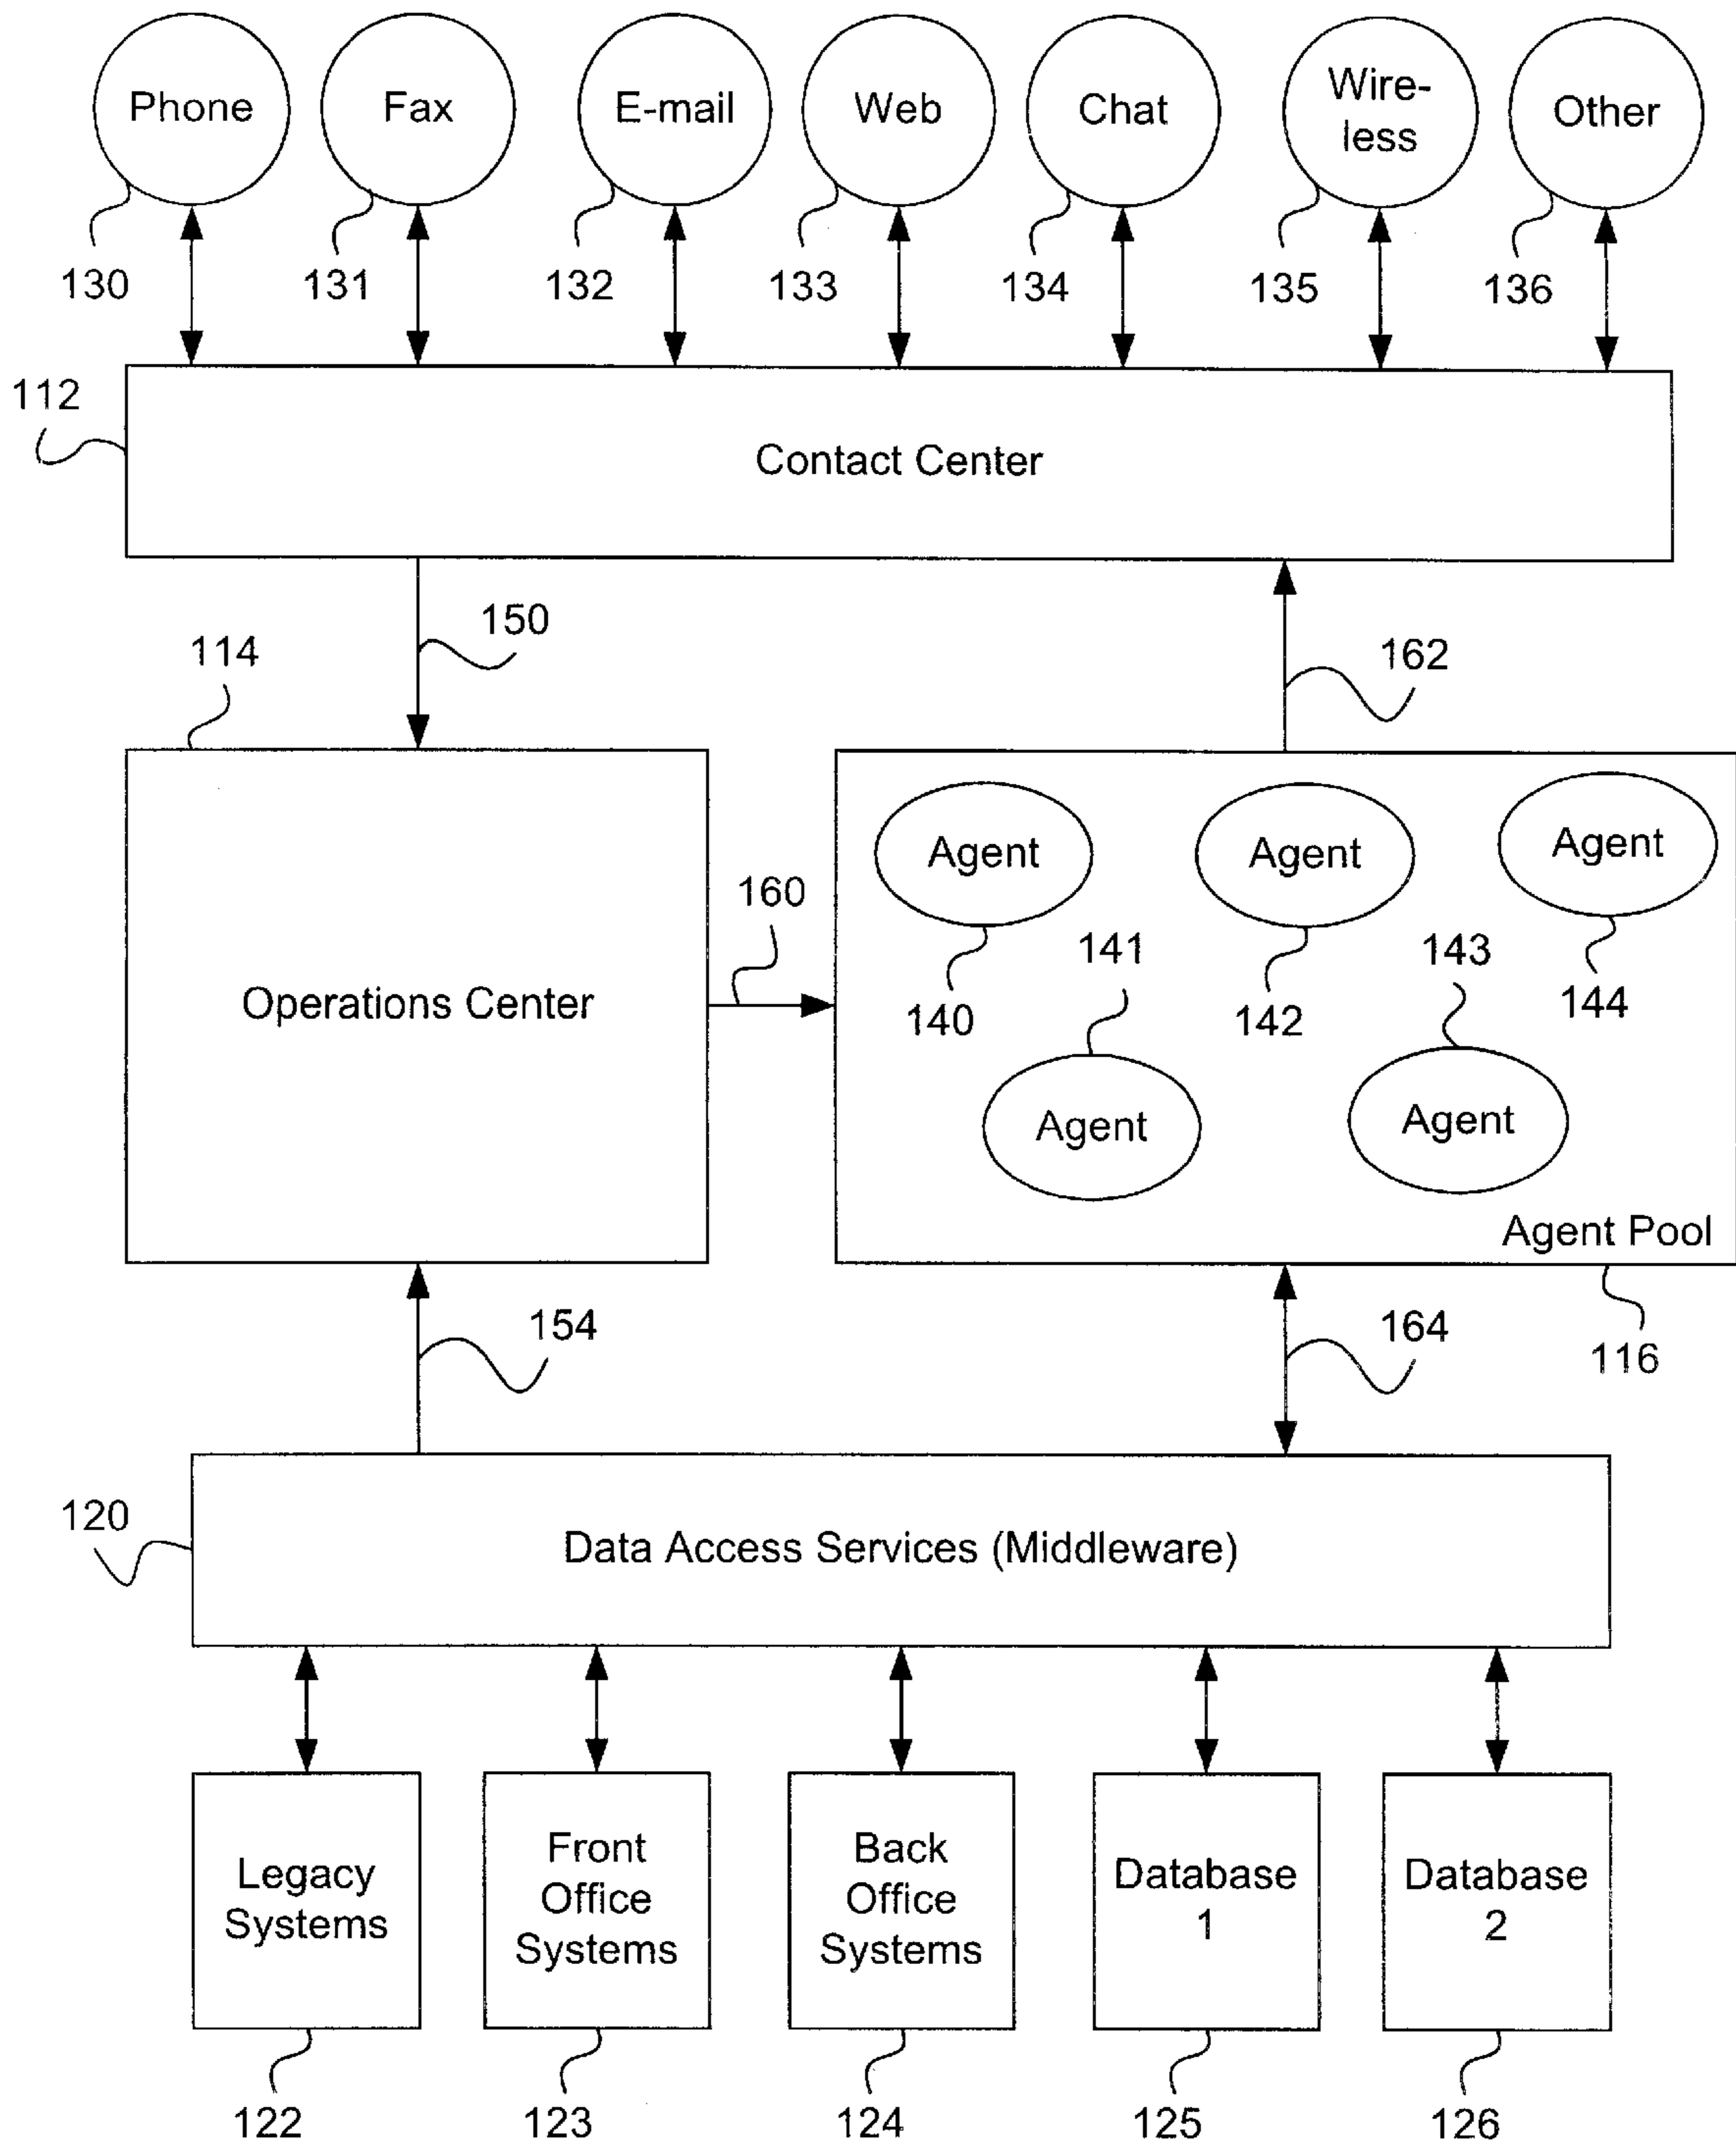 Phone
Fax
E-mail
Web
Chat
Wire-
less
Other
130
131
132
133
134
135
136
112
Contact Center
150
114
162
Agent
Agent
Agent
160
141
143
140
142
144
Operations Center
Agent
Agent
Agent Pool
154
164
116
120
Data Access Services (Middleware)
Legacy
Systems
Front
Office
Systems
Back
Office
Systems
Database
1
Database
2
122
123
124
125
126